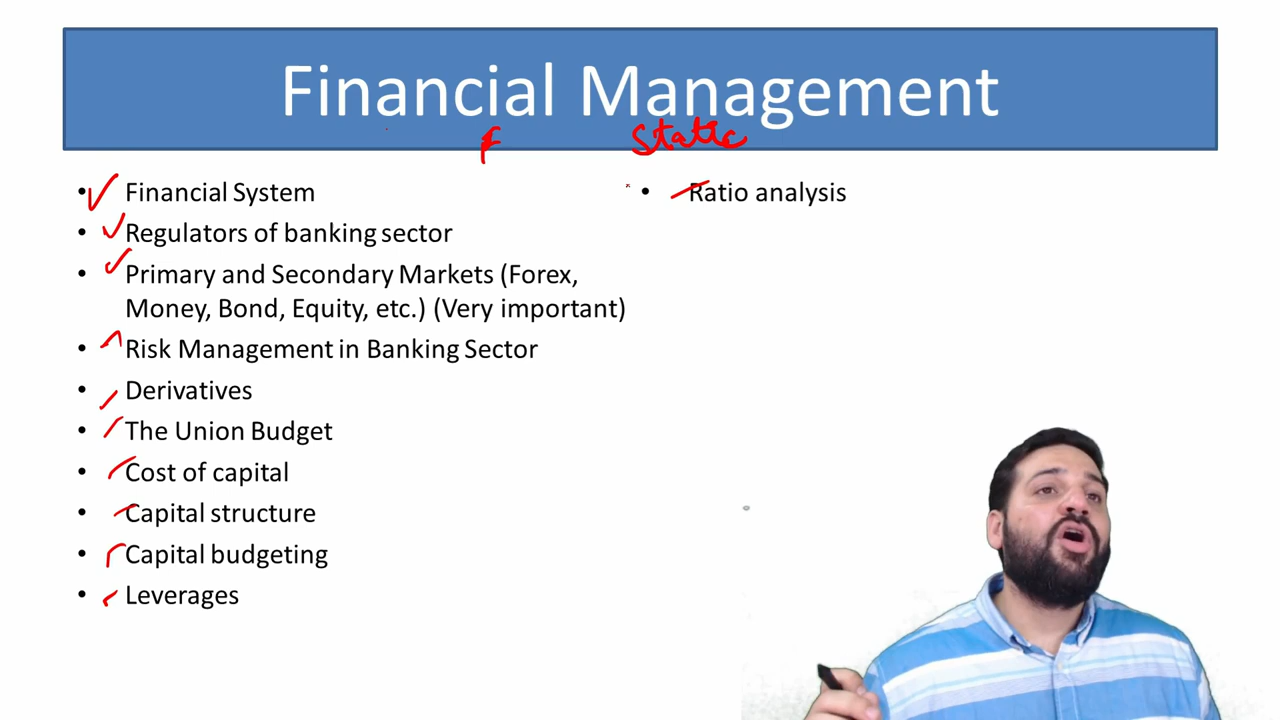 Financial Management
F Static
• Financial System
• Regulators of banking sector
• Primary and Secondary Markets (Forex,
Money, Bond, Equity, etc.) (Very important)
• Risk Management in Banking Sector
• Derivatives
• The Union Budget
• Cost of capital
• Capital structure
• Capital budgeting
• Leverages
• Ratio analysis